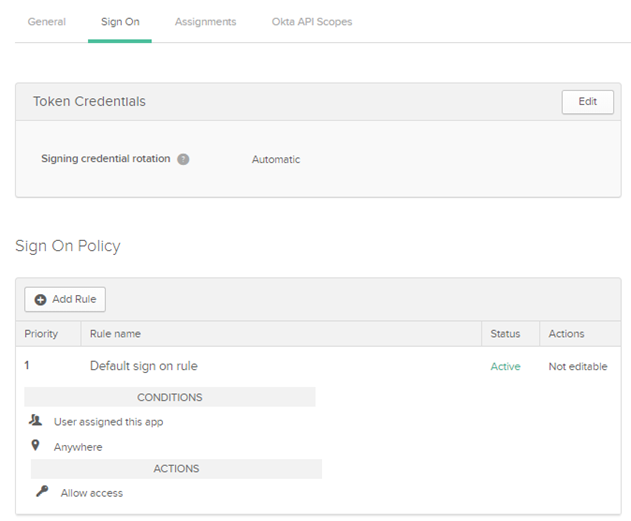 General Sign On Assignments Okta API Scopes
Token Credentials Edit
Signing credential rotation ? Automatic
Sign On Policy
Add Rule
Priority Rule name Status Actions
1 Default sign on rule Active Not editable
CONDITIONS
User assigned this app
Anywhere
ACTIONS
Allow access